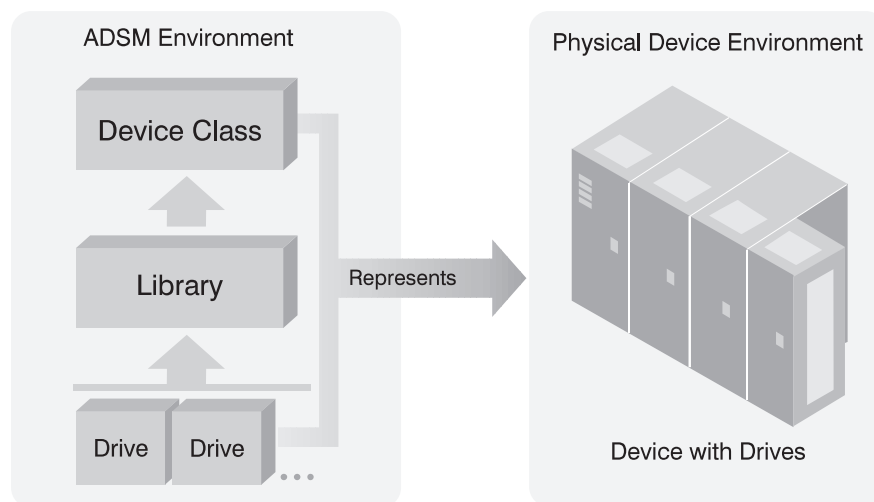 ADSM Environment
Device Class
Library
Drive
Drive
...
Represents
Physical Device Environment
Device with Drives